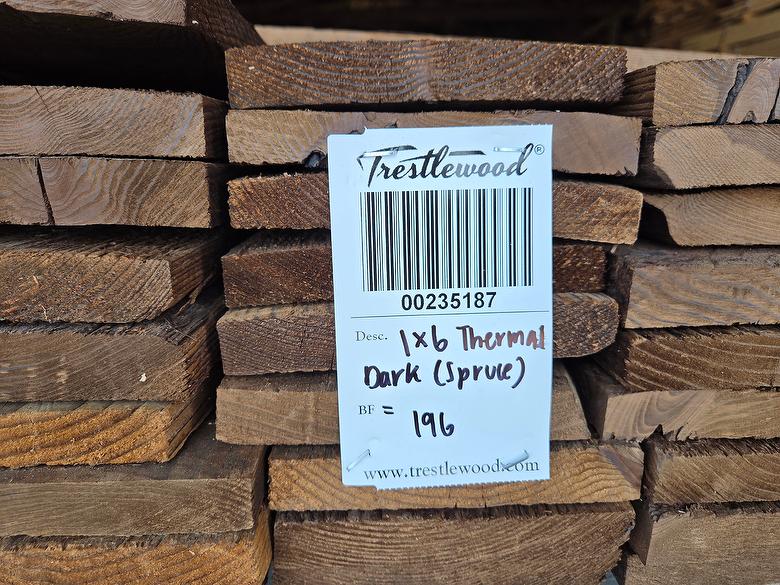 Trestlewood®
00235187
Desc. 1x6 Thermal
Dark (Spruce)
BF = 196
www.trestlewood.com